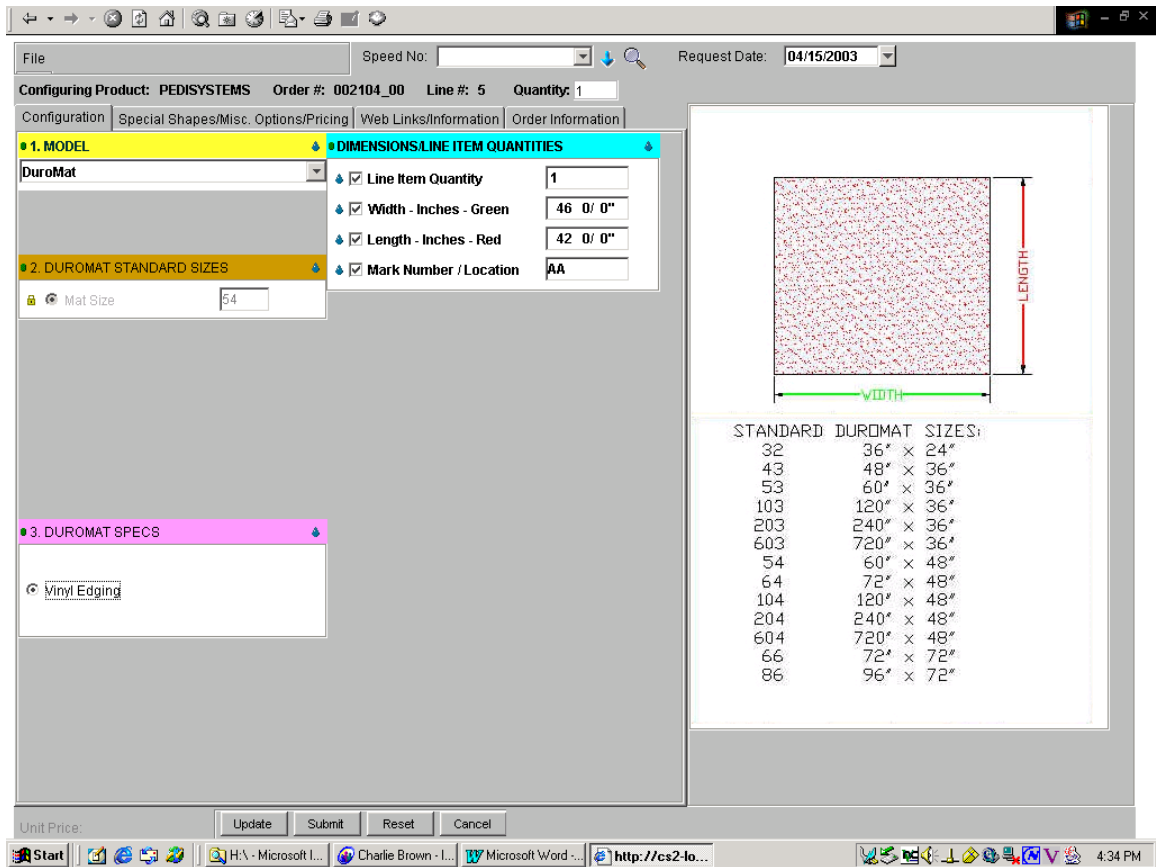 File
Speed No:
Request Date: 04/15/2003
Configuring Product: PEDISYSTEMS Order #: 002104_00 Line #: 5 Quantity: 1
Configuration Special Shapes/Misc. Options/Pricing Web Links/Information Order Information
1. MODEL
DuroMat
DIMENSIONS/LINE ITEM QUANTITIES
Line Item Quantity 1
Width - Inches - Green 46 0/ 0"
Length - Inches - Red 42 0/ 0"
Mark Number / Location AA
2. DUROMAT STANDARD SIZES
Mat Size 54
3. DUROMAT SPECS
Vinyl Edging
LENGTH
WIDTH
STANDARD DUROMAT SIZES:
32 36" x 24"
43 48" x 36"
53 60" x 36"
103 120" x 36"
203 240" x 36"
603 720" x 36"
54 60" x 48"
64 72" x 48"
104 120" x 48"
204 240" x 48"
604 720" x 48"
66 72" x 72"
86 96" x 72"
Unit Price: Update Submit Reset Cancel
Start H:\ - Microsoft I... Charlie Brown - I... Microsoft Word -... http://cs2-lo... 4:34 PM